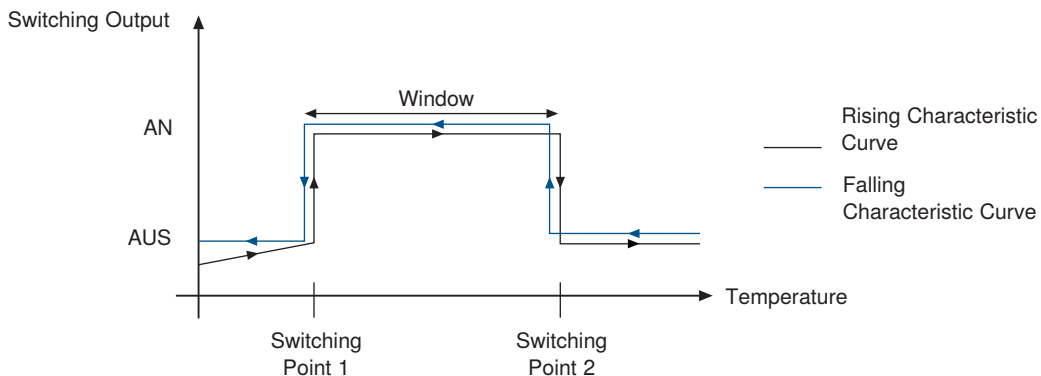 Switching Output
Window
AN
Rising Characteristic
Curve
Falling
Characteristic Curve
AUS
Temperature
Switching
Point 1
Switching
Point 2